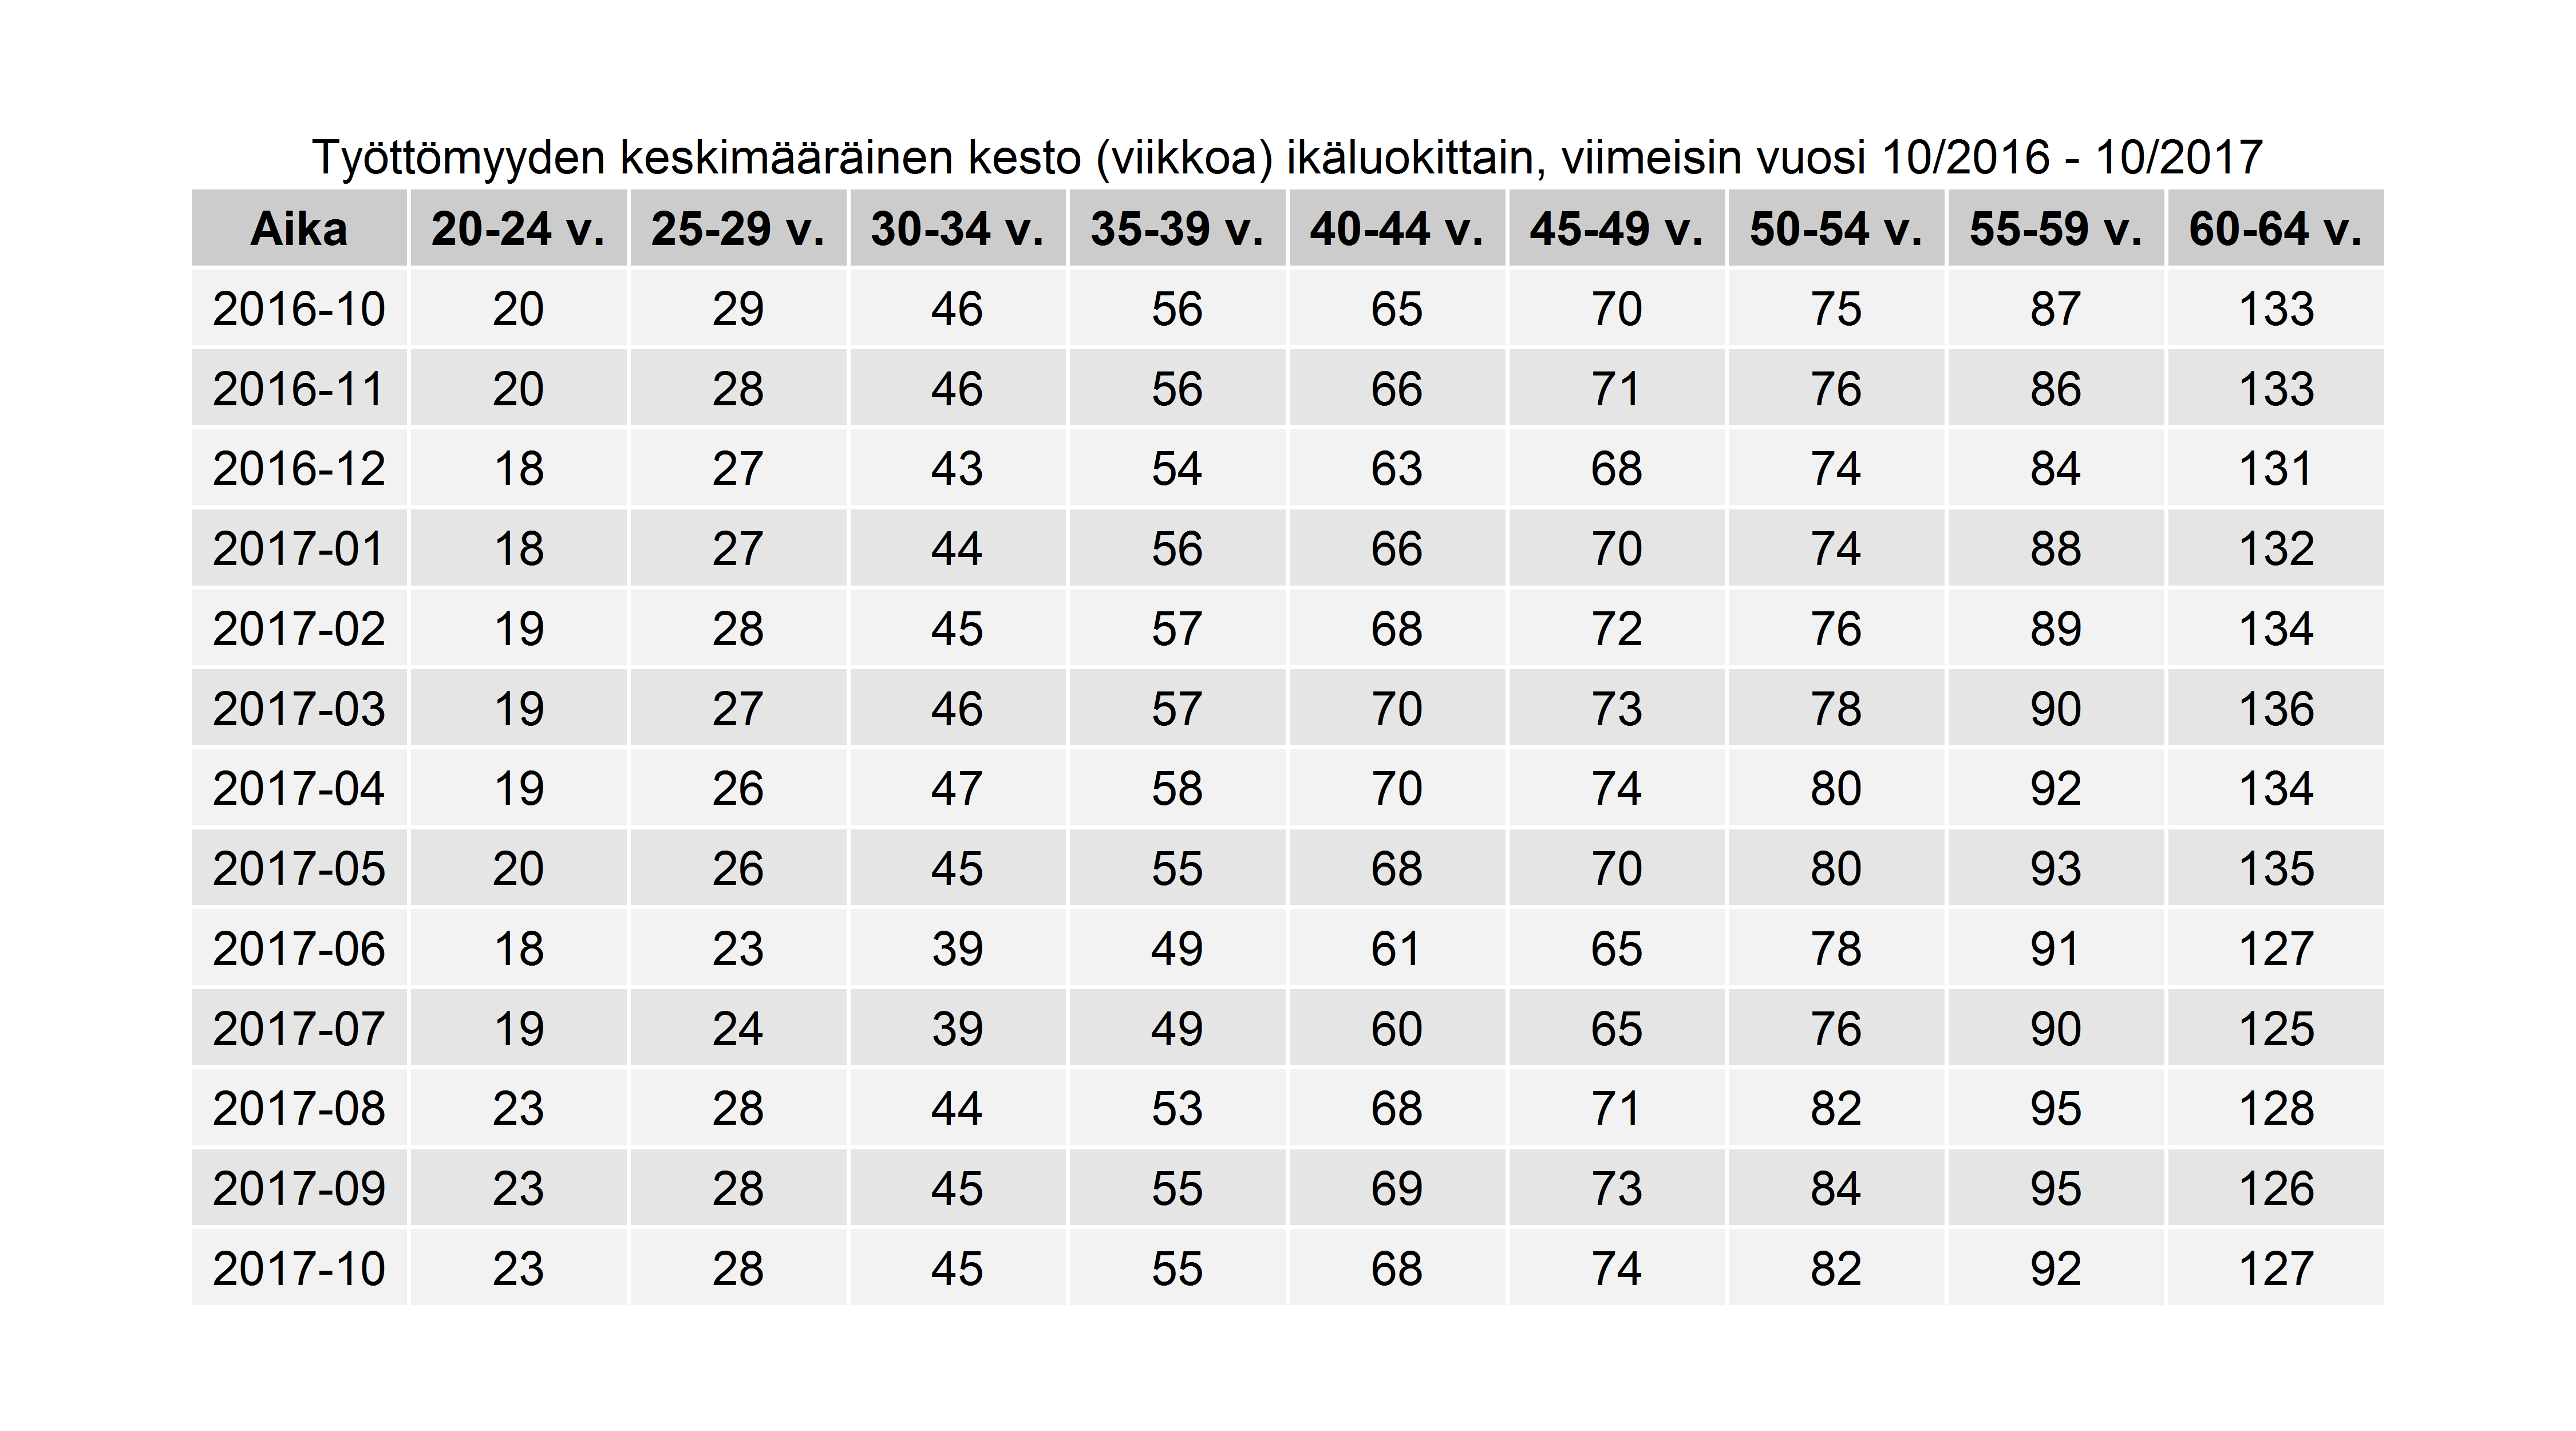 Työttömyyden keskimääräinen kesto (viikkoa) ikäluokittain, viimeisin vuosi 10/2016 - 10/2017
Aika 20-24 v. 25-29 v. 30-34 v. 35-39 v. 40-44 v. 45-49 v. 50-54 v. 55-59 v. 60-64 v.
2016-10 20 29 46 56 65 70 75 87 133
2016-11 20 28 46 56 66 71 76 86 133
2016-12 18 27 43 54 63 68 74 84 131
2017-01 18 27 44 56 66 70 74 88 132
2017-02 19 28 45 57 68 72 76 89 134
2017-03 19 27 46 57 70 73 78 90 136
2017-04 19 26 47 58 70 74 80 92 134
2017-05 20 26 45 55 68 70 80 93 135
2017-06 18 23 39 49 61 65 78 91 127
2017-07 19 24 39 49 60 65 76 90 125
2017-08 23 28 44 53 68 71 82 95 128
2017-09 23 28 45 55 69 73 84 95 126
2017-10 23 28 45 55 68 74 82 92 127